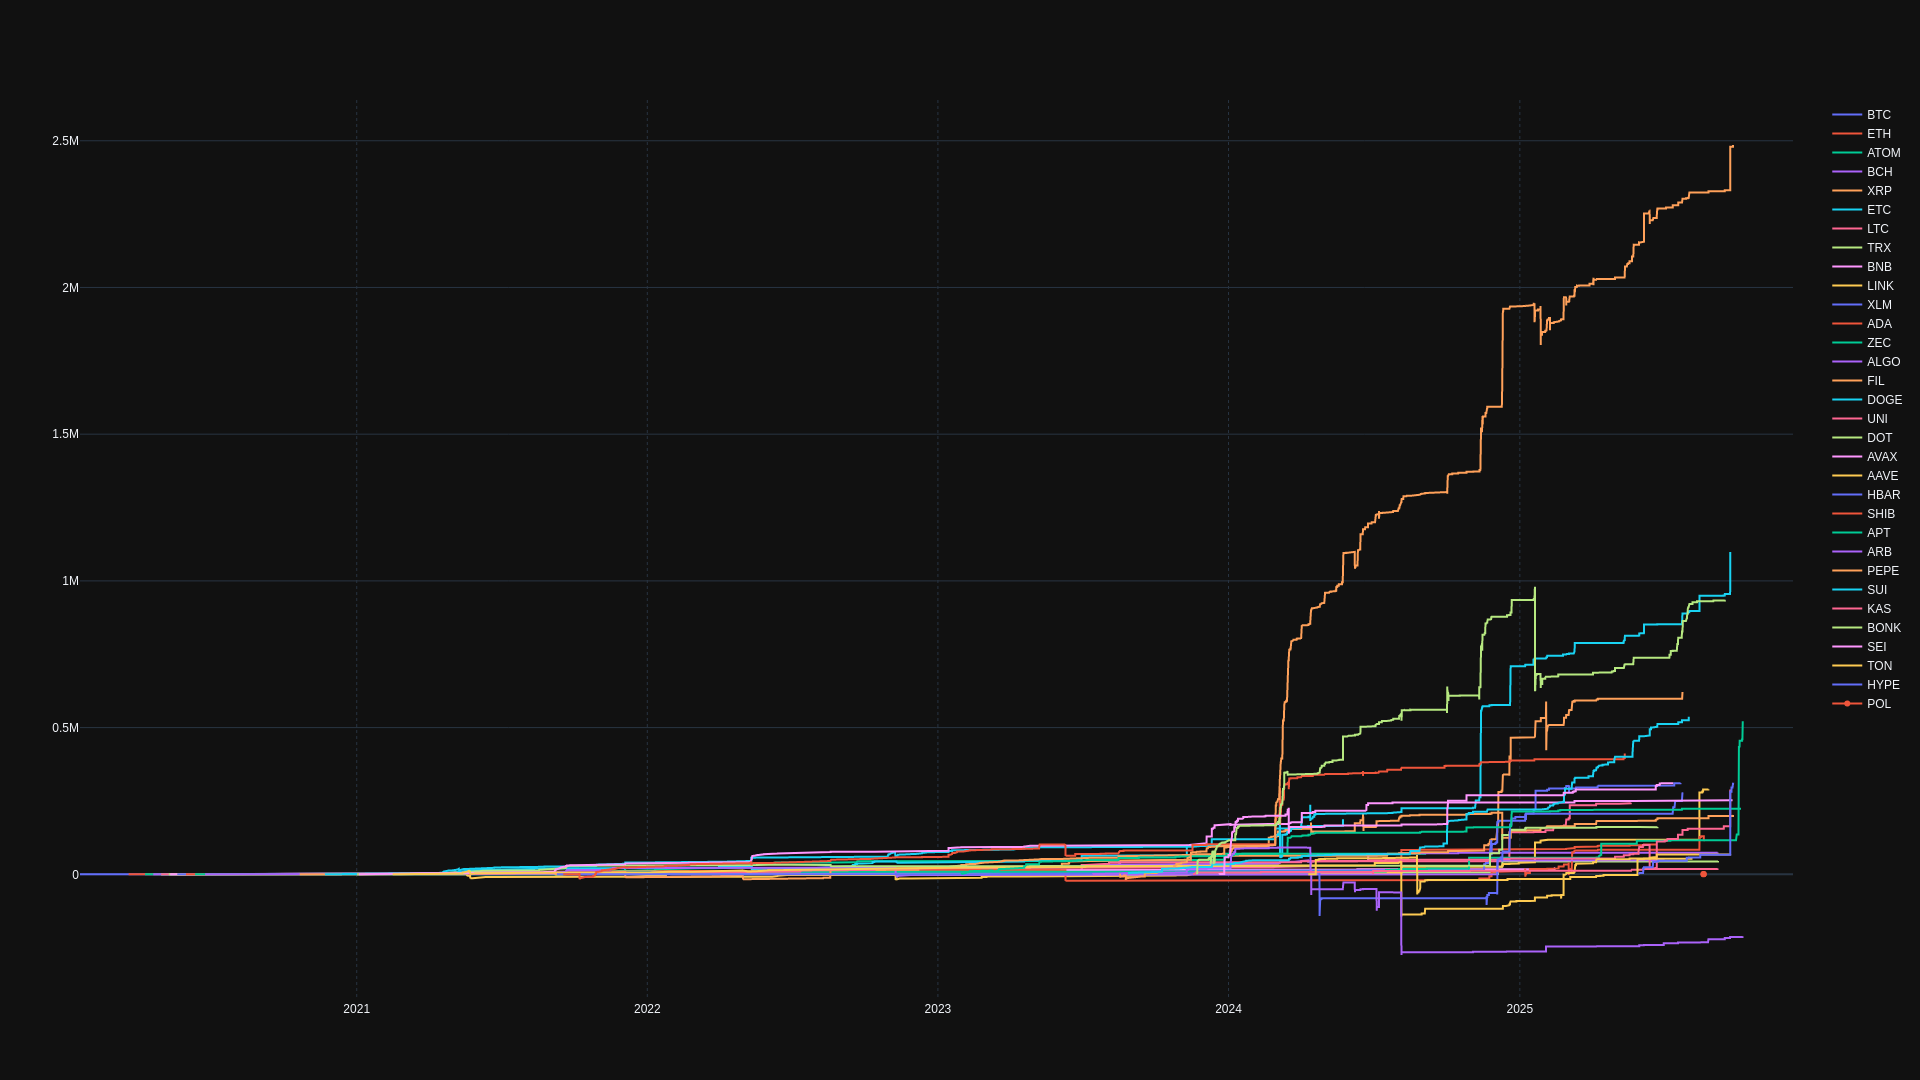 2.5M
2M
1.5M
1M
0.5M
0
2021
2022
2023
2024
2025
BTC
ETH
ATOM
BCH
XRP
ETC
LTC
TRX
BNB
LINK
XLM
ADA
ZEC
ALGO
FIL
DOGE
UNI
DOT
AVAX
AAVE
HBAR
SHIB
APT
ARB
PEPE
SUI
KAS
BONK
SEI
TON
HYPE
POL